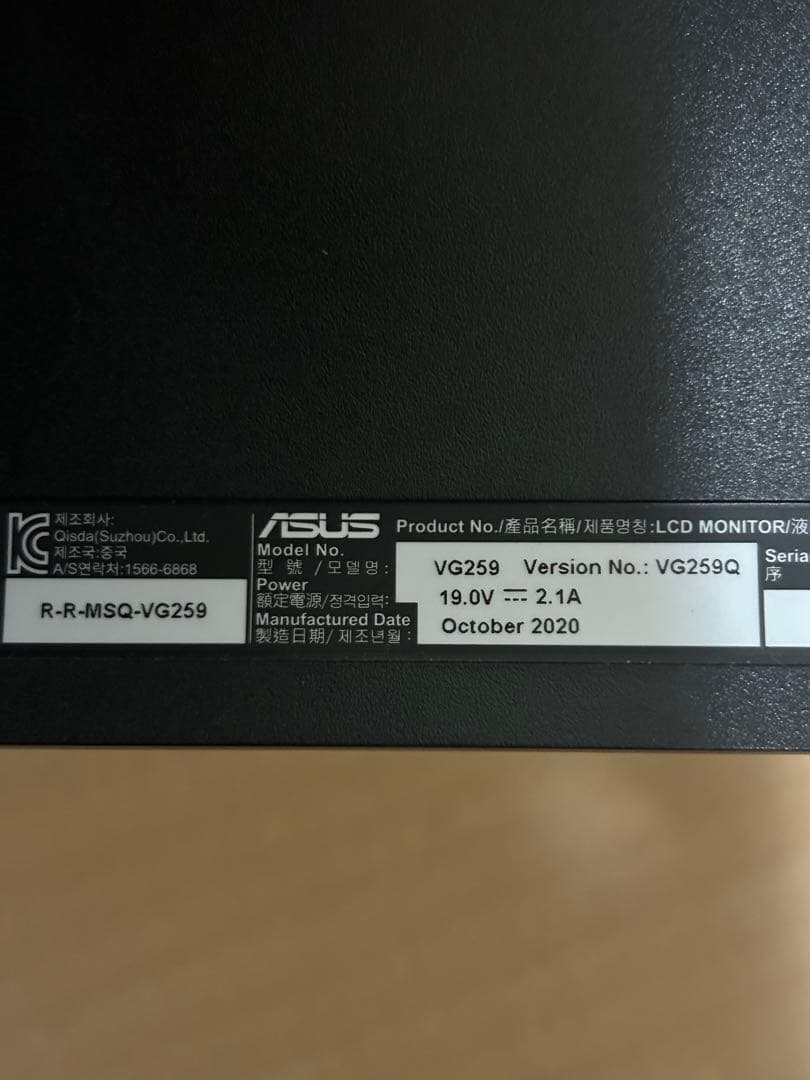 제조회사:
Qisda(Suzhou)Co.,Ltd.
제조국:중국
A/S연락처:1566-6868
R-R-MSQ-VG259
ASUS Product No./產品名稱/제품명칭:LCD MONITOR/液
Model No.
型 號 /모델명: VG259 Version No.: VG259Q
Power
額定電源/정격입력: 19.0V ⎓ 2.1A
Manufactured Date
製造日期/ 제조년월: October 2020
Seria
序